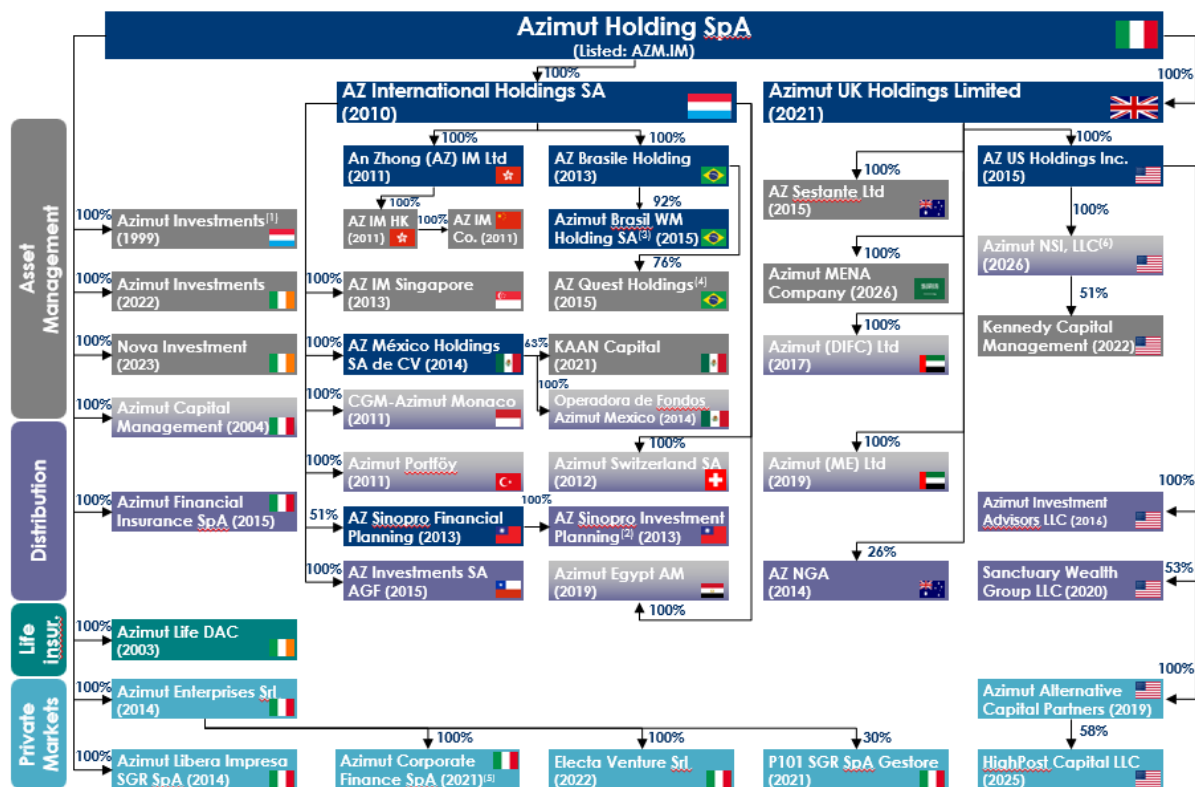 Azimut Holding SpA
(Listed: AZM.IM)
100%
AZ International Holdings SA
(2010)
100%
Azimut UK Holdings Limited
(2021)
Asset
Management
Distribution
Life
insur.
Private
Markets
100%
Azimut Investments(1)
(1999)
100%
Azimut Investments
(2022)
100%
Nova Investment
(2023)
100%
Azimut Capital
Management (2004)
100%
Azimut Financial
Insurance SpA (2015)
100%
Azimut Life DAC
(2003)
100%
Azimut Enterprises Srl
(2014)
100%
Azimut Libera Impresa
SGR SpA (2014)
100%
An Zhong (AZ) IM Ltd
(2011)
100%
AZ IM HK
(2011)
100%
AZ IM
Co. (2011)
100%
AZ Brasile Holding
(2013)
92%
Azimut Brasil WM
Holding SA(3) (2015)
76%
AZ Quest Holdings(4)
(2015)
100%
AZ IM Singapore
(2013)
100%
AZ México Holdings
SA de CV (2014)
63%
KAAN Capital
(2021)
100%
Operadora de Fondos
Azimut Mexico (2014)
100%
CGM-Azimut Monaco
(2011)
100%
Azimut Portföy
(2011)
100%
Azimut Switzerland SA
(2012)
51%
AZ Sinopro Financial
Planning (2013)
100%
AZ Sinopro Investment
Planning(2) (2013)
100%
AZ Investments SA
AGF (2015)
Azimut Egypt AM
(2019)
100%
100%
AZ Sestante Ltd
(2015)
100%
Azimut MENA
Company (2026)
100%
Azimut (DIFC) Ltd
(2017)
100%
Azimut (ME) Ltd
(2019)
26%
AZ NGA
(2014)
100%
AZ US Holdings Inc.
(2015)
100%
Azimut NSI, LLC(6)
(2026)
51%
Kennedy Capital
Management (2022)
100%
Azimut Investment
Advisors LLC (2016)
53%
Sanctuary Wealth
Group LLC (2020)
100%
Azimut Alternative
Capital Partners (2019)
58%
HighPost Capital LLC
(2025)
100%
Azimut Corporate
Finance SpA (2021)(5)
100%
Electa Venture Srl
(2022)
30%
P101 SGR SpA Gestore
(2021)